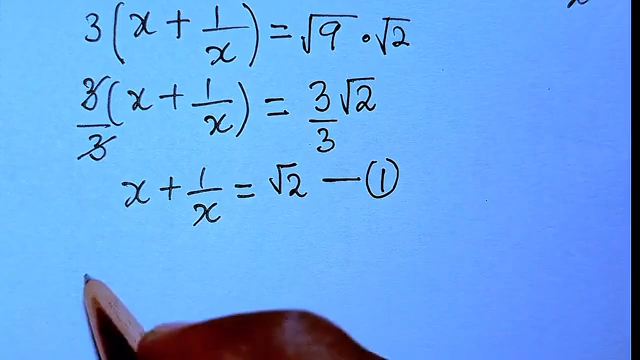 3(x + 1/x) = √9 · √2
3/3(x + 1/x) = 3/3 √2
x + 1/x = √2 — ①